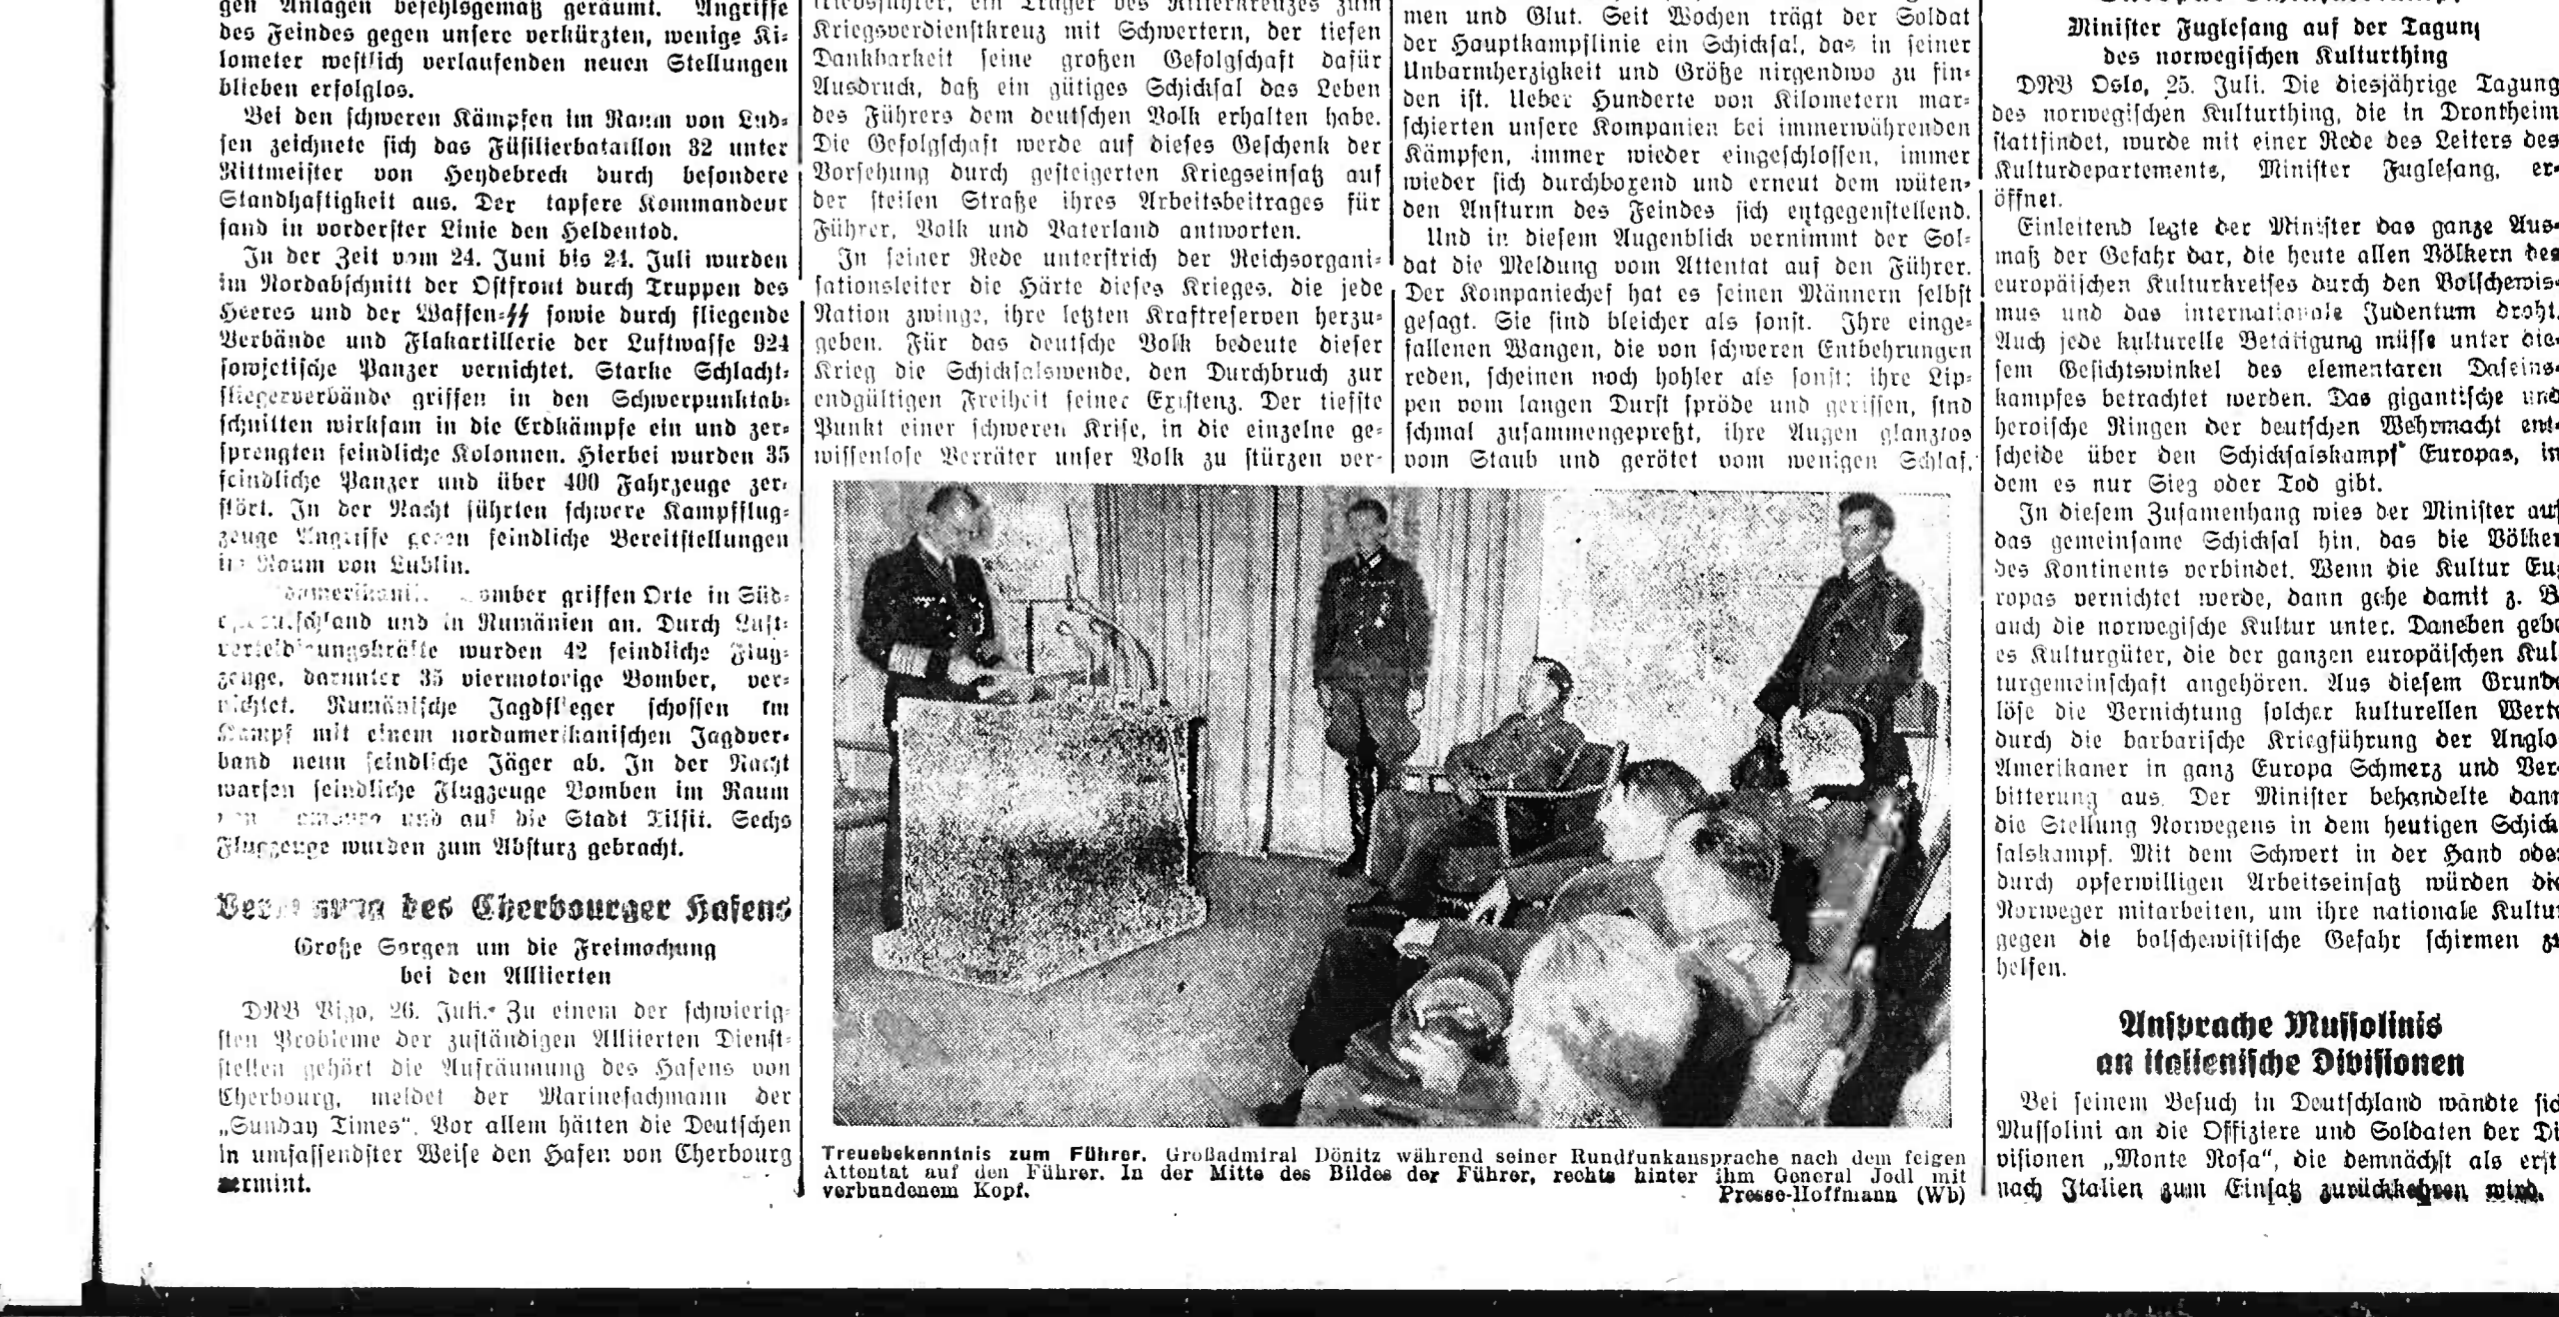 gen Anlagen befehlsgemäß geräumt. Angriffe
des Feindes gegen unsere verkürzten, wenige Ki-
lometer westlich verlaufenden neuen Stellungen
blieben erfolglos.
Bei den schweren Kämpfen im Raum von Lud-
sen zeichnete sich das Füsilierbataillon 32 unter
Rittmeister von Heydebreck durch besondere
Standhaftigkeit aus. Der tapfere Kommandeur
fand in vorderster Linie den Heldentod.
In der Zeit vom 24. Juni bis 24. Juli wurden
im Nordabschnitt der Ostfront durch Truppen des
Heeres und der Waffen-SS sowie durch fliegende
Verbände und Flakartillerie der Luftwaffe 924
sowjetische Panzer vernichtet. Starke Schlacht-
fliegerverbände griffen in den Schwerpunktab-
schnitten wirksam in die Erdkämpfe ein und zer-
sprengten feindliche Kolonnen. Hierbei wurden 35
feindliche Panzer und über 400 Fahrzeuge zer-
stört. In der Nacht führten schwere Kampfflug-
zeuge Angriffe gegen feindliche Bereitstellungen
im Raum von Lublin.
griffen Orte in Süd-
und in Rumänien an. Durch Luft-
verteidigungskräfte wurden 42 feindliche Flug-
zeuge, darunter 35 viermotorige Bomber, ver-
nichtet. Rumänische Jagdflieger schossen im
Kampf mit einem nordamerikanischen Jagdver-
band neun feindliche Jäger ab. In der Nacht
warfen feindliche Flugzeuge Bomben im Raum
und auf die Stadt Tilsit. Sechs
Flugzeuge wurden zum Absturz gebracht.
des Cherbourger Hafens
Große Sorgen um die Freimachung
bei den Alliierten
DNB Vigo, 26. Juli. Zu einem der schwierig-
sten Probleme der zuständigen Alliierten Dienst-
stellen gehört die Aufräumung des Hafens von
Cherbourg, meldet der Marinefachmann der
„Sunday Times“. Vor allem hätten die Deutschen
in umfassendster Weise den Hafen von Cherbourg
vermint.
triebsführer, ein Träger des Ritterkreuzes zum
Kriegsverdienstkreuz mit Schwertern, der tiefen
Dankbarkeit seine großen Gefolgschaft dafür
Ausdruck, daß ein gütiges Schicksal das Leben
des Führers dem deutschen Volk erhalten habe.
Die Gefolgschaft werde auf dieses Geschenk der
Vorsehung durch gesteigerten Kriegseinsatz auf
der steilen Straße ihres Arbeitsbeitrages für
Führer, Volk und Vaterland antworten.
In seiner Rede unterstrich der Reichsorgani-
sationsleiter die Härte dieses Krieges, die jede
Nation zwinge, ihre letzten Kraftreserven herzu-
geben. Für das deutsche Volk bedeute dieser
Krieg die Schicksalswende, den Durchbruch zur
endgültigen Freiheit seiner Existenz. Der tiefste
Punkt einer schweren Krise, in die einzelne ge-
wissenlose Verräter unser Volk zu stürzen ver-
men und Glut. Seit Wochen trägt der Soldat
der Hauptkampflinie ein Schicksal, das in seiner
Unbarmherzigkeit und Größe nirgendwo zu fin-
den ist. Ueber Hunderte von Kilometern mar-
schierten unsere Kompanien bei immerwährenden
Kämpfen, immer wieder eingeschlossen, immer
wieder sich durchboxend und erneut dem wüten-
den Ansturm des Feindes sich entgegenstellend.
Und in diesem Augenblick vernimmt der Sol-
dat die Meldung vom Attentat auf den Führer.
Der Kompaniechef hat es seinen Männern selbst
gesagt. Sie sind bleicher als sonst. Ihre einge-
fallenen Wangen, die von schweren Entbehrungen
reden, scheinen noch hohler als sonst; ihre Lip-
pen vom langen Durst spröde und gerissen, sind
schmal zusammengepreßt, ihre Augen glanzlos
vom Staub und gerötet vom wenigen Schlaf.
Treuebekenntnis zum Führer. Großadmiral Dönitz während seiner Rundfunkansprache nach dem feigen
Attentat auf den Führer. In der Mitte des Bildes der Führer, rechts hinter ihm General Jodl mit
verbundenem Kopf. Presse-Hoffmann (Wb)
Minister Fuglesang auf der Tagung
des norwegischen Kulturthing
DNB Oslo, 25. Juli. Die diesjährige Tagung
des norwegischen Kulturthing, die in Drontheim
stattfindet, wurde mit einer Rede des Leiters des
Kulturdepartements, Minister Fuglesang, er-
öffnet.
Einleitend legte der Minister das ganze Aus-
maß der Gefahr dar, die heute allen Völkern des
europäischen Kulturkreises durch den Bolschewis-
mus und das internationale Judentum droht.
Auch jede kulturelle Betätigung müsse unter die-
sem Gesichtswinkel des elementaren Daseins-
kampfes betrachtet werden. Das gigantische und
heroische Ringen der deutschen Wehrmacht ent-
scheide über den Schicksalskampf Europas, in
dem es nur Sieg oder Tod gibt.
In diesem Zusamenhang wies der Minister auf
das gemeinsame Schicksal hin, das die Völker
des Kontinents verbindet. Wenn die Kultur Eu-
ropas vernichtet werde, dann gehe damit z. B
auch die norwegische Kultur unter. Daneben gebe
es Kulturgüter, die der ganzen europäischen Kul
turgemeinschaft angehören. Aus diesem Grunde
löse die Vernichtung solcher kulturellen Werte
durch die barbarische Kriegführung der Anglo
Amerikaner in ganz Europa Schmerz und Ver-
bitterung aus. Der Minister behandelte dann
die Stellung Norwegens in dem heutigen Schick
salskampf. Mit dem Schwert in der Hand oder
durch opferwilligen Arbeitseinsatz würden die
Norweger mitarbeiten, um ihre nationale Kultur
gegen die bolschewistische Gefahr schirmen zu
helfen.
Ansprache Mussolinis
an italienische Divisionen
Bei seinem Besuch in Deutschland wandte sich
Mussolini an die Offiziere und Soldaten der Di
visionen „Monte Rosa“, die demnächst als erste
nach Italien zum Einsatz zurückkehren wird.